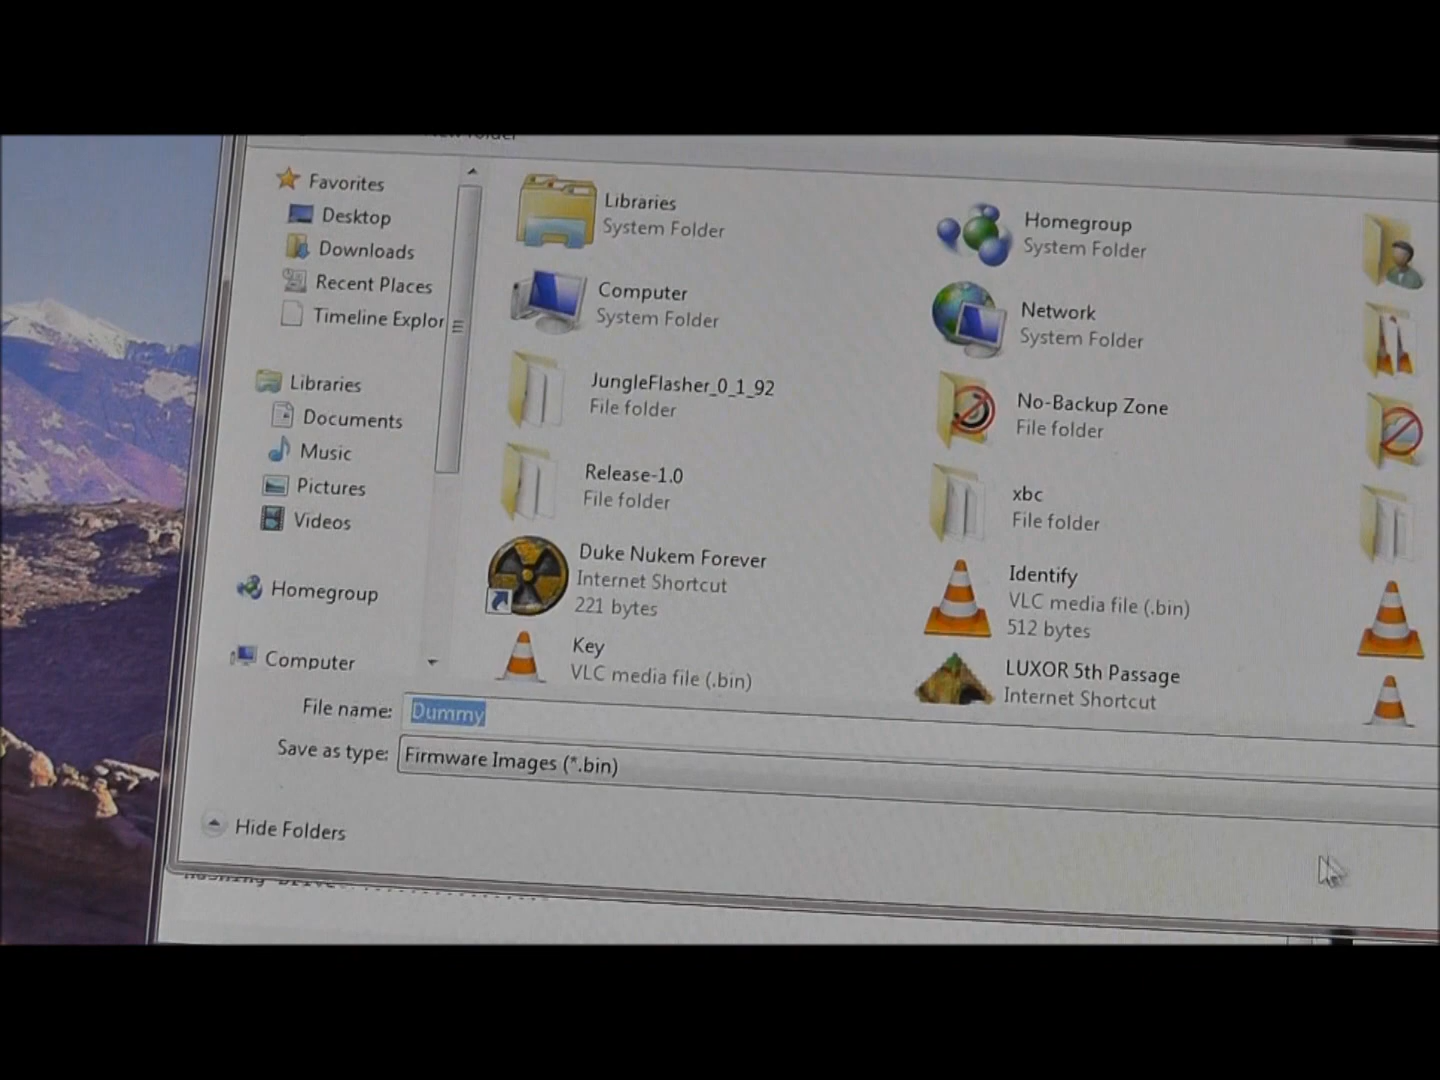 New folder
Favorites
Desktop
Downloads
Recent Places
Timeline Explor
Libraries
Documents
Music
Pictures
Videos
Homegroup
Computer
Libraries
System Folder
Homegroup
System Folder
Computer
System Folder
Network
System Folder
JungleFlasher_0_1_92
File folder
No-Backup Zone
File folder
Release-1.0
File folder
xbc
File folder
Duke Nukem Forever
Internet Shortcut
221 bytes
Identify
VLC media file (.bin)
512 bytes
Key
VLC media file (.bin)
LUXOR 5th Passage
Internet Shortcut
File name: Dummy
Save as type: Firmware Images (*.bin)
Hide Folders